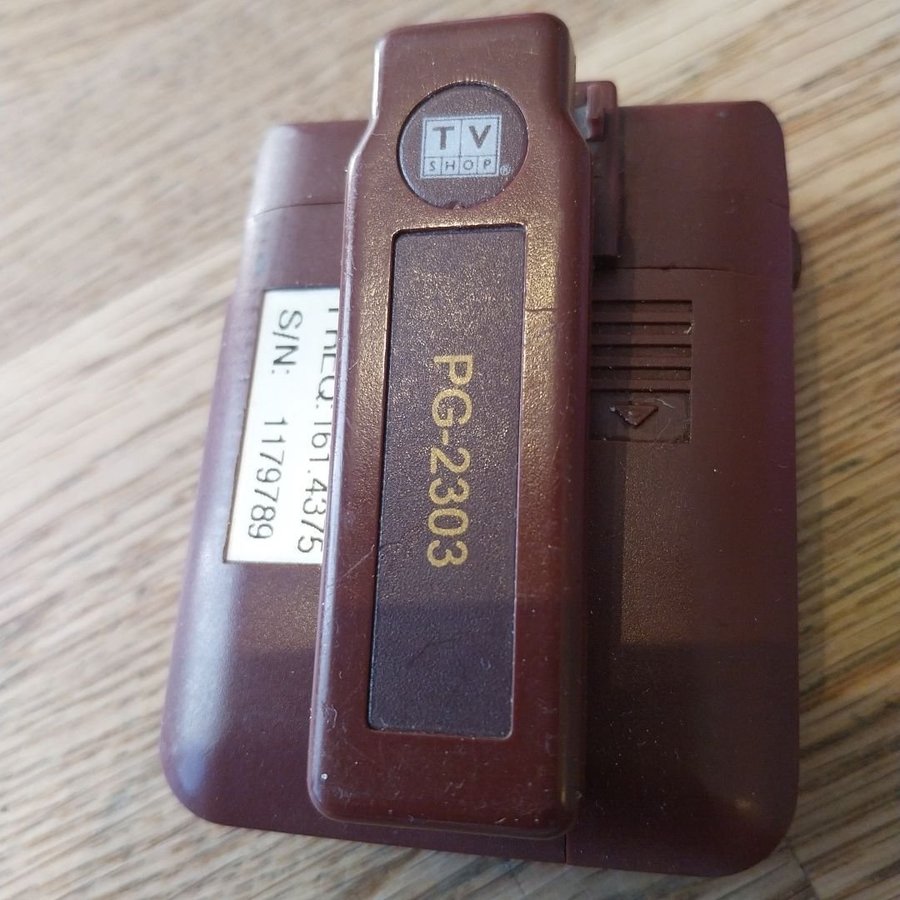 TV
SHOP®
PG-2303
FREQ: 161.4375
S/N: 1179789